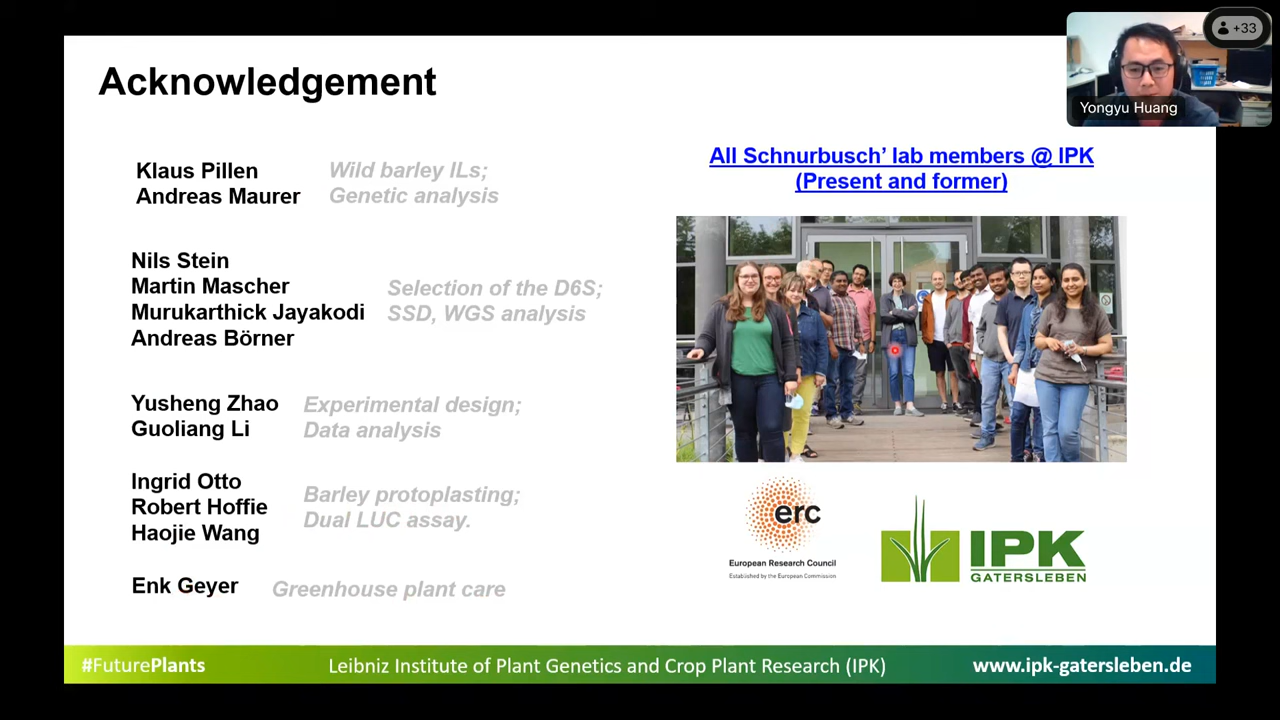 Acknowledgement
+33
Yongyu Huang
Klaus Pillen
Andreas Maurer
Wild barley ILs;
Genetic analysis
Nils Stein
Martin Mascher
Murukarthick Jayakodi
Andreas Börner
Selection of the D6S;
SSD, WGS analysis
Yusheng Zhao
Guoliang Li
Experimental design;
Data analysis
Ingrid Otto
Robert Hoffie
Haojie Wang
Barley protoplasting;
Dual LUC assay.
Enk Geyer
Greenhouse plant care
All Schnurbusch’ lab members @ IPK
(Present and former)
erc
European Research Council
Established by the European Commission
IPK
GATERSLEBEN
#FuturePlants
Leibniz Institute of Plant Genetics and Crop Plant Research (IPK)
www.ipk-gatersleben.de